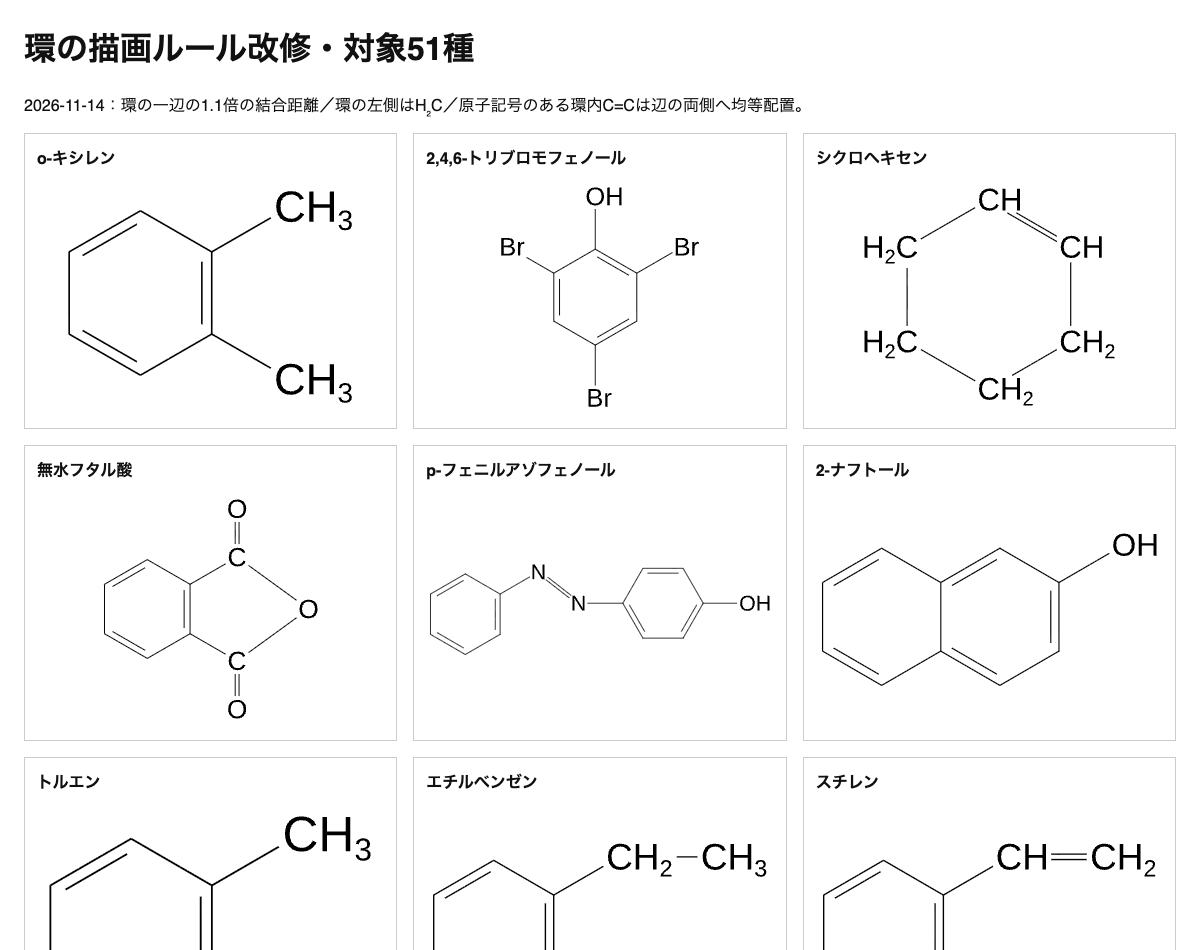 環の描画ルール改修・対象51種
2026-11-14：環の一辺の1.1倍の結合距離／環の左側はH₂C／原子記号のある環内C=Cは辺の両側へ均等配置。
o-キシレン
CH₃
CH₃
2,4,6-トリブロモフェノール
OH
Br
Br
Br
シクロヘキセン
CH
H₂C
CH
H₂C
CH₂
CH₂
無水フタル酸
O
C
O
C
O
p-フェニルアゾフェノール
N
N
OH
2-ナフトール
OH
トルエン
CH₃
エチルベンゼン
CH₂
CH₃
スチレン
CH
CH₂